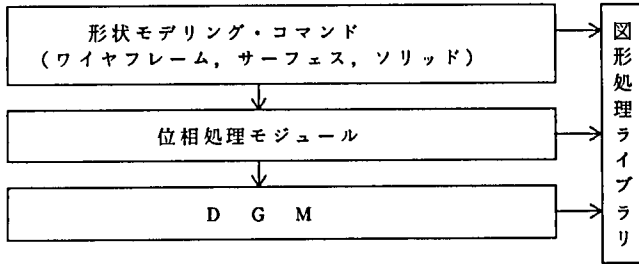 形状モデリング・コマンド
(ワイヤフレーム,サーフェス,ソリッド)
位相処理モジュール
D G M
図形処理ライブラリ